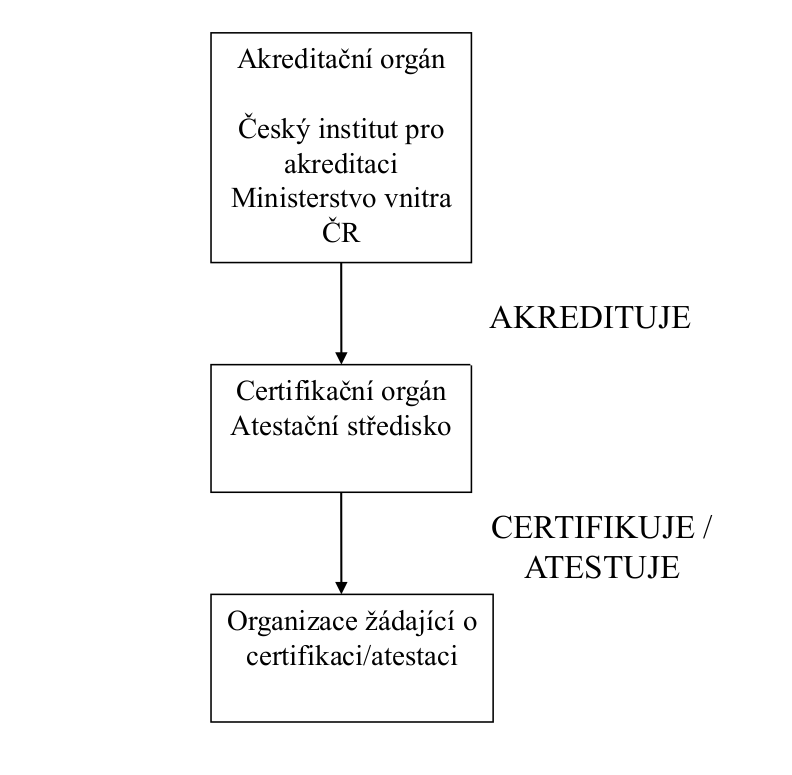 Akreditační orgán
Český institut pro
akreditaci
Ministerstvo vnitra
ČR
AKREDITUJE
Certifikační orgán
Atestační středisko
CERTIFIKUJE /
ATESTUJE
Organizace žádající o
certifikaci/atestaci